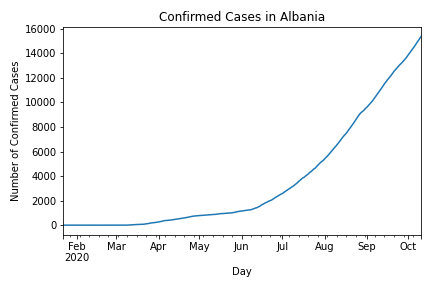 Confirmed Cases in Albania
16000
14000
12000
10000
8000
6000
4000
2000
0
Number of Confirmed Cases
Feb Mar Apr May Jun Jul Aug Sep Oct
2020
Day